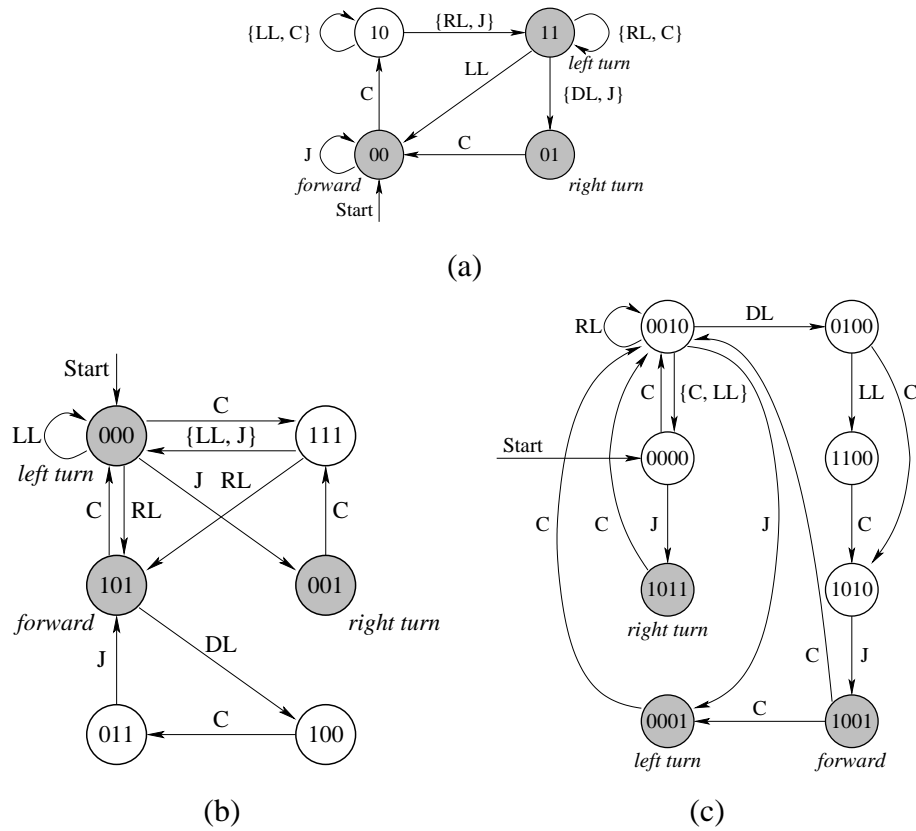 {LL, C}
10
{RL, J}
11
{RL, C}
left turn
LL
C
{DL, J}
J
00
C
01
forward
right turn
Start
(a)
Start
C
LL
000
{LL, J}
111
left turn
J
RL
C
RL
C
101
001
forward
right turn
DL
J
C
011
100
(b)
RL
0010
DL
0100
C
{C, LL}
LL
C
Start
0000
1100
C
C
J
J
C
1011
1010
right turn
C
J
0001
C
1001
left turn
forward
(c)